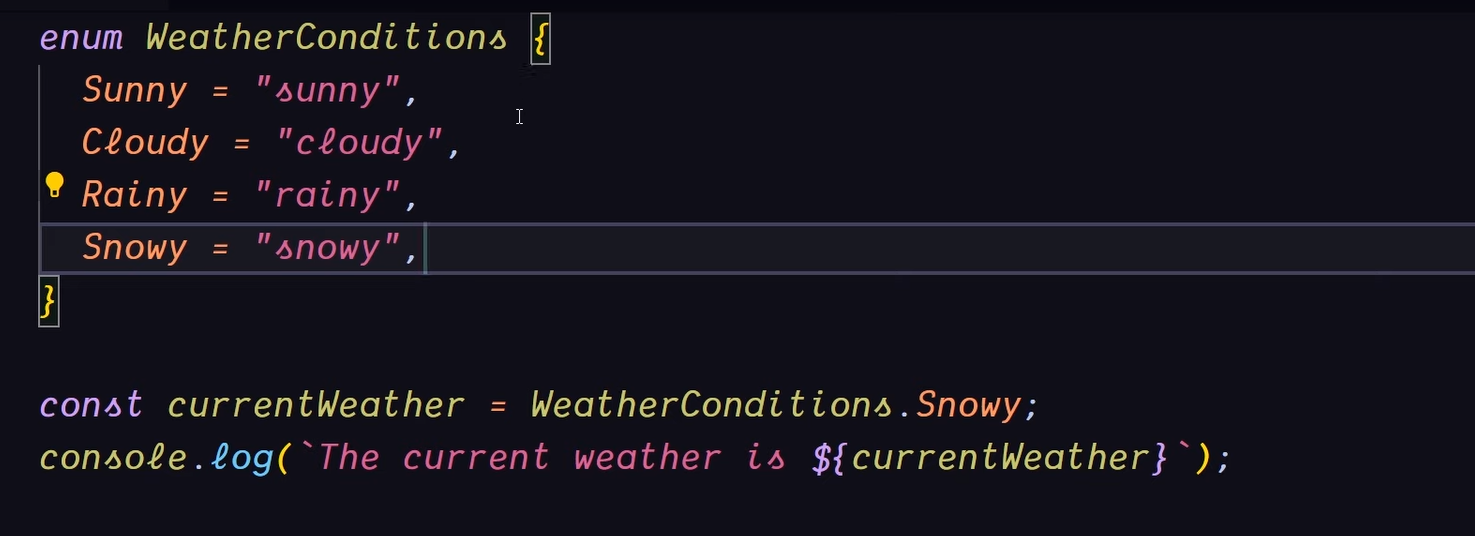 enum WeatherConditions {
  Sunny = "sunny",
  Cloudy = "cloudy",
  Rainy = "rainy",
  Snowy = "snowy",
}
const currentWeather = WeatherConditions.Snowy;
console.log(`The current weather is ${currentWeather}`);